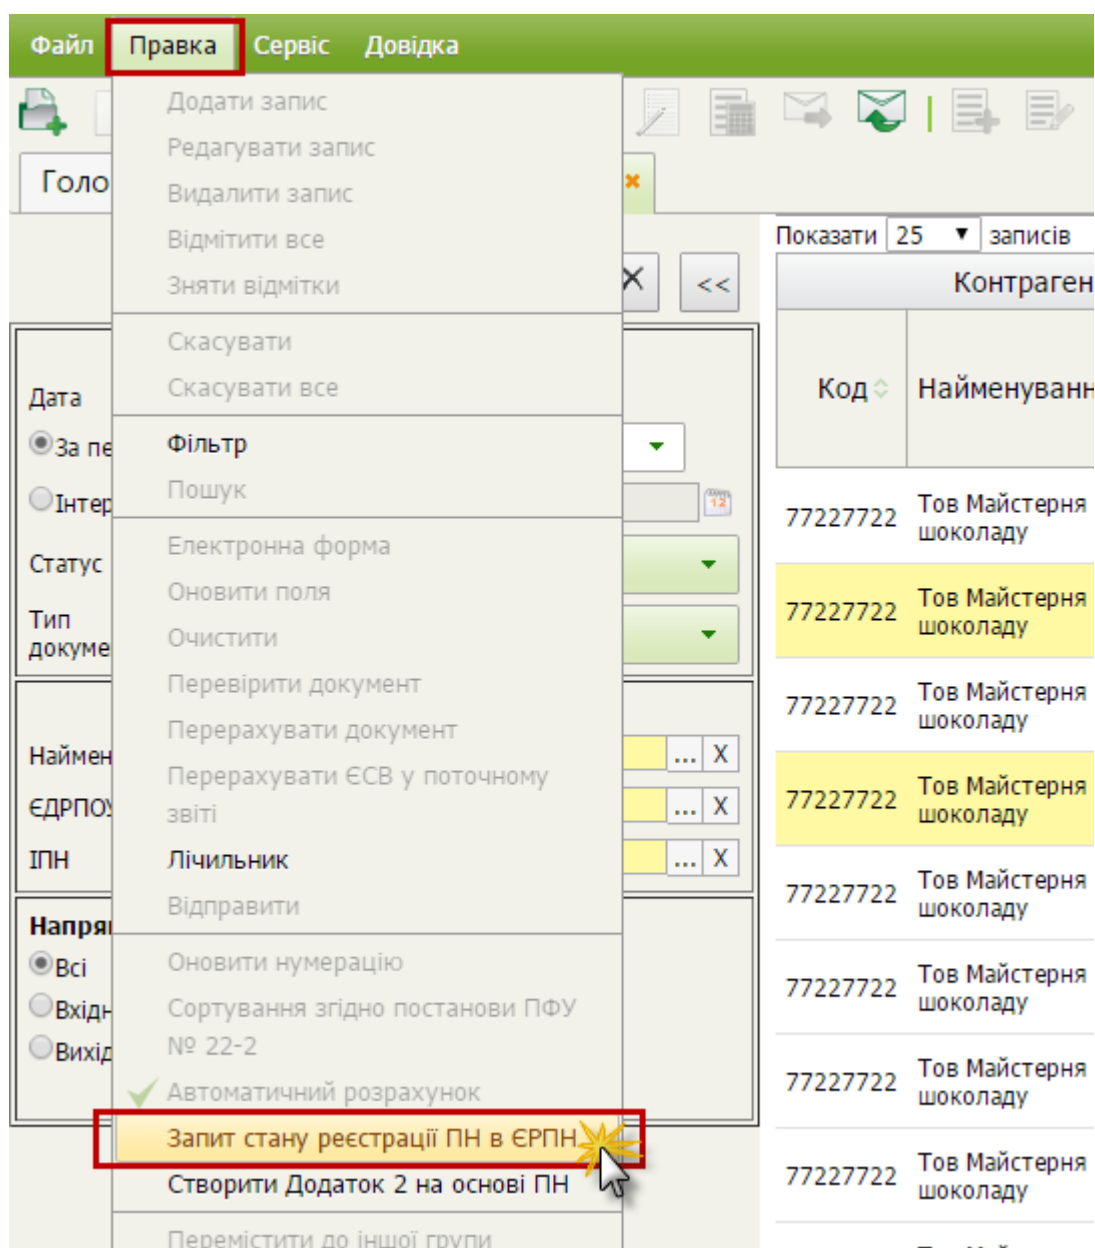 Файл Правка Сервіс Довідка
Додати запис
Редагувати запис
Голо
Видалити запис
Відмітити все
Показати 25 записів
Зняти відмітки
<<
Контраген
Скасувати
Скасувати все
Дата
Код Найменуванн
Фільтр
За пе
Пошук
Інтер
12
77227722 Тов Майстерня
шоколаду
Електронна форма
Статус
Оновити поля
77227722 Тов Майстерня
шоколаду
Тип
докуме
Очистити
Перевірити документ
77227722 Тов Майстерня
шоколаду
Перерахувати документ
Наймен
... X
Перерахувати ЄСВ у поточному
звіті
77227722 Тов Майстерня
шоколаду
ЄДРПОУ
... X
ІПН
Лічильник
... X
77227722 Тов Майстерня
шоколаду
Відправити
Напрям
Всі
Оновити нумерацію
77227722 Тов Майстерня
шоколаду
Вхідн
Сортування згідно постанови ПФУ
№ 22-2
Вихід
77227722 Тов Майстерня
шоколаду
Автоматичний розрахунок
Запит стану реєстрації ПН в ЄРПН
77227722 Тов Майстерня
шоколаду
Створити Додаток 2 на основі ПН
Перемістити до іншої групи